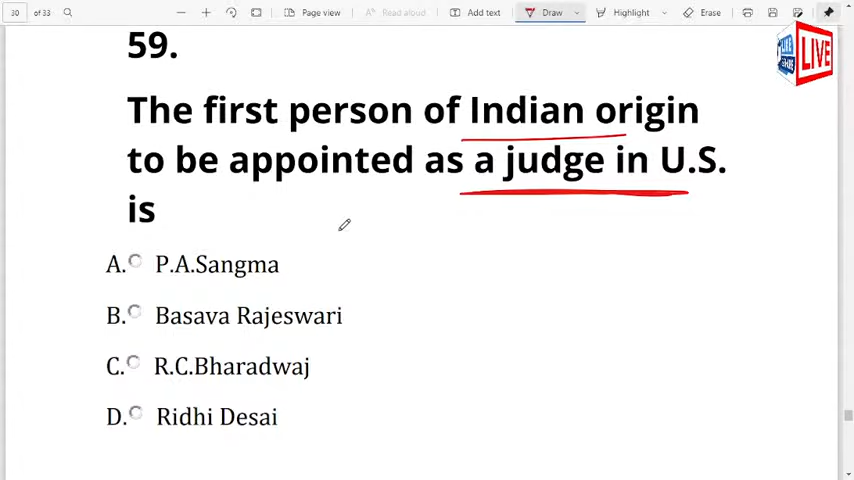 30 of 33 Page view Read aloud Add text Draw Highlight Erase
59.
LIVE
The first person of Indian origin
to be appointed as a judge in U.S.
is
A. P.A.Sangma
B. Basava Rajeswari
C. R.C.Bharadwaj
D. Ridhi Desai